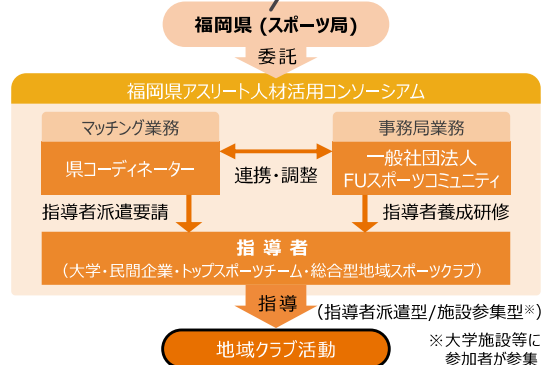 福岡県 (スポーツ局)
委託
福岡県アスリート人材活用コンソーシアム
マッチング業務
事務局業務
県コーディネーター
連携・調整
一般社団法人
FUスポーツコミュニティ
指導者派遣要請
指導者養成研修
指導者
（大学・民間企業・トップスポーツチーム・総合型地域スポーツクラブ）
指導
（指導者派遣型/施設参集型※）
地域クラブ活動
※大学施設等に
参加者が参集